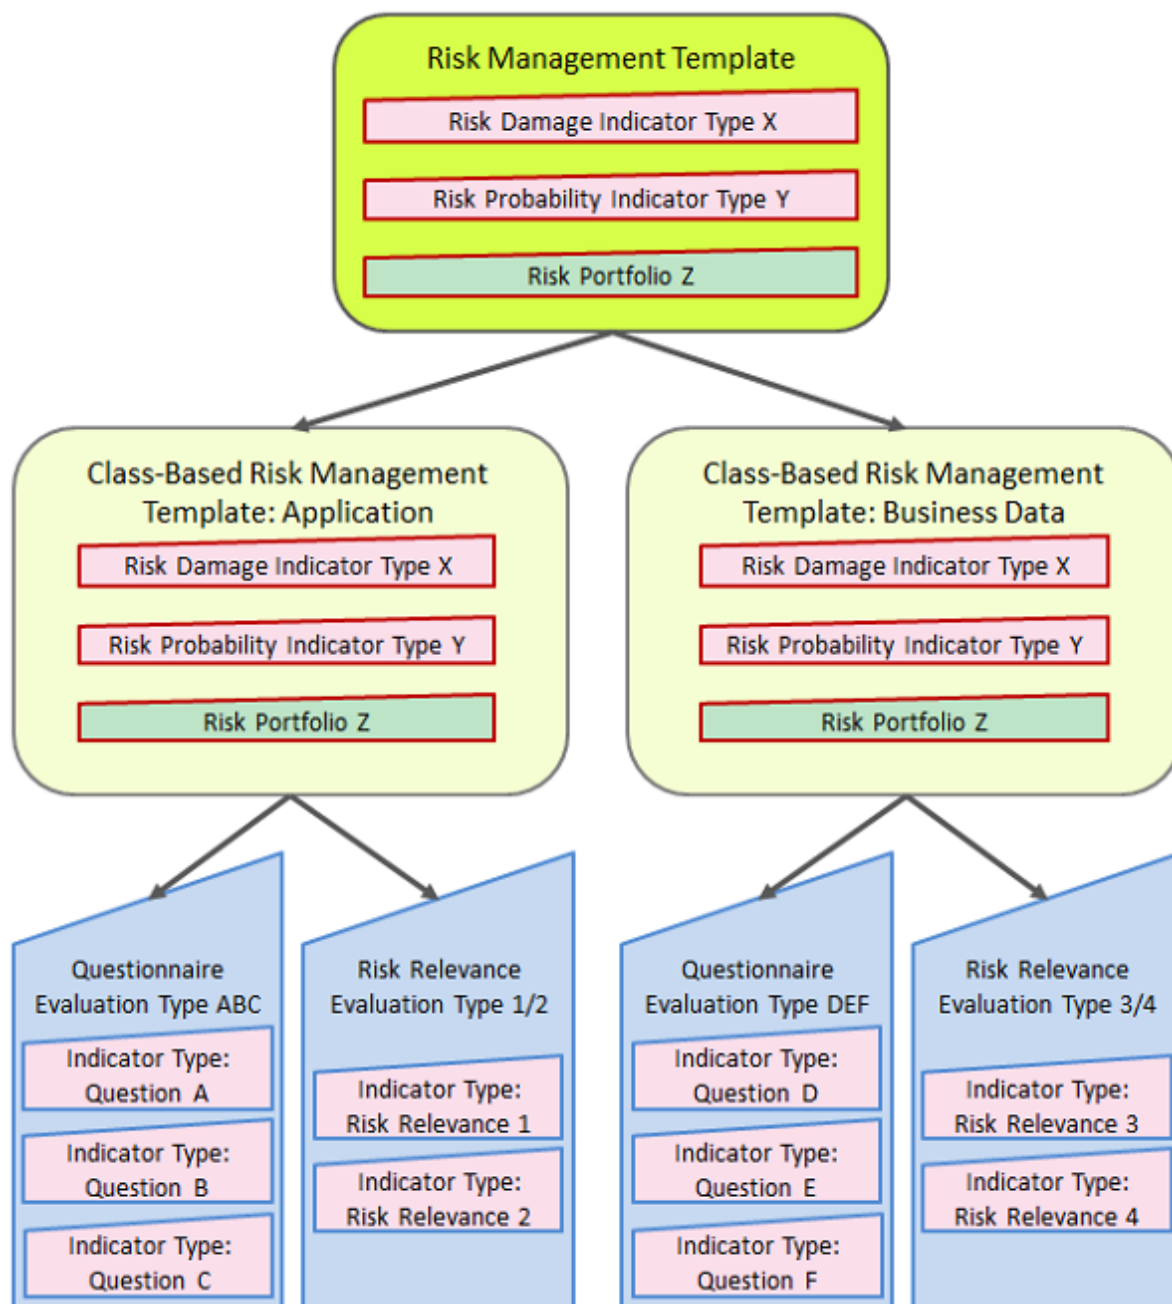 Risk Management Template
Risk Damage Indicator Type X
Risk Probability Indicator Type Y
Risk Portfolio Z
Class-Based Risk Management
Template: Application
Risk Damage Indicator Type X
Risk Probability Indicator Type Y
Risk Portfolio Z
Class-Based Risk Management
Template: Business Data
Risk Damage Indicator Type X
Risk Probability Indicator Type Y
Risk Portfolio Z
Questionnaire
Evaluation Type ABC
Indicator Type:
Question A
Indicator Type:
Question B
Indicator Type:
Question C
Risk Relevance
Evaluation Type 1/2
Indicator Type:
Risk Relevance 1
Indicator Type:
Risk Relevance 2
Questionnaire
Evaluation Type DEF
Indicator Type:
Question D
Indicator Type:
Question E
Indicator Type:
Question F
Risk Relevance
Evaluation Type 3/4
Indicator Type:
Risk Relevance 3
Indicator Type:
Risk Relevance 4